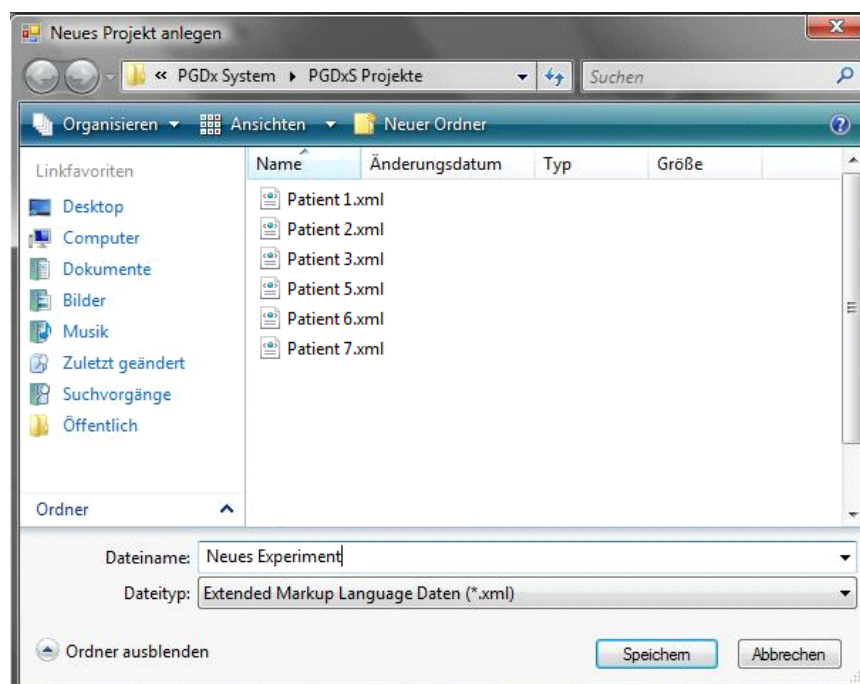 Neues Projekt anlegen
« PGDx System ▸ PGDxS Projekte
Suchen
Organisieren Ansichten Neuer Ordner
Linkfavoriten
Desktop
Computer
Dokumente
Bilder
Musik
Zuletzt geändert
Suchvorgänge
Öffentlich
Ordner
Name Änderungsdatum Typ Größe
Patient 1.xml
Patient 2.xml
Patient 3.xml
Patient 5.xml
Patient 6.xml
Patient 7.xml
Dateiname: Neues Experiment
Dateityp: Extended Markup Language Daten (*.xml)
Ordner ausblenden
Speichern
Abbrechen